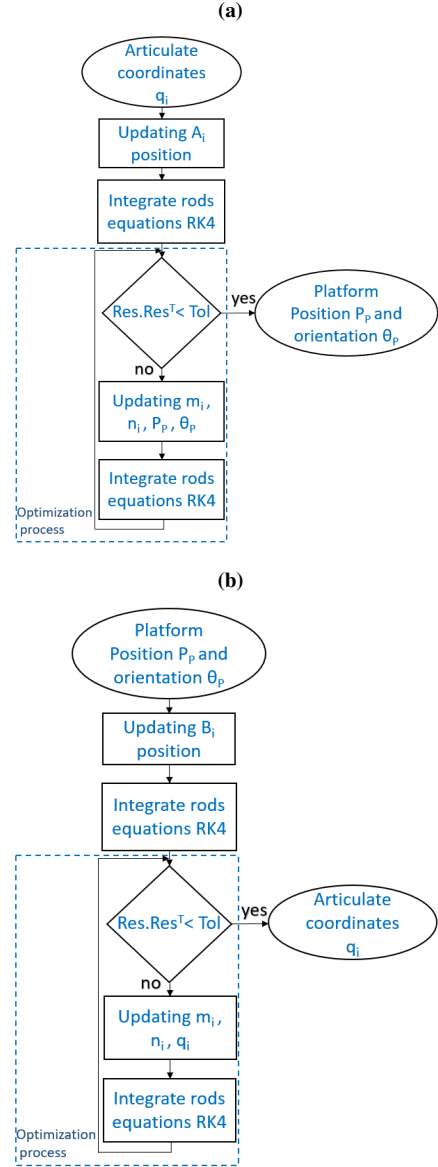 (a)
Articulate
coordinates
qᵢ
Updating Aᵢ
position
Integrate rods
equations RK4
Res.Resᵀ< Tol
yes
Platform
Position Pₚ and
orientation θₚ
no
Updating mᵢ ,
nᵢ , Pₚ , θₚ
Integrate rods
equations RK4
Optimization
process
(b)
Platform
Position Pₚ and
orientation θₚ
Updating Bᵢ
position
Integrate rods
equations RK4
Res.Resᵀ< Tol
yes
Articulate
coordinates
qᵢ
no
Updating mᵢ ,
nᵢ , qᵢ
Integrate rods
equations RK4
Optimization
process